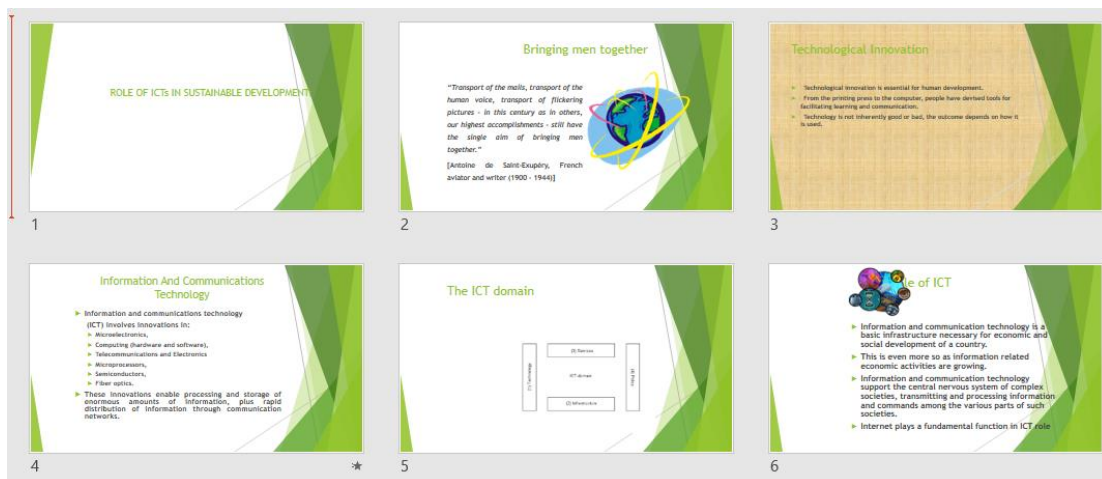 ROLE OF ICTs IN SUSTAINABLE DEVELOPMENT
1
Bringing men together
"Transport of the mails, transport of the
human voice, transport of flickering
pictures - in this century as in others,
our highest accomplishments - still have
the single aim of bringing men
together."
[Antoine de Saint-Exupéry, French
aviator and writer (1900 - 1944)]
2
Technological Innovation
Technological innovation is essential for human development.
From the printing press to the computer, people have devised tools for
facilitating learning and communication.
Technology is not inherently good or bad, the outcome depends on how it
is used.
3
Information And Communications
Technology
Information and communications technology
(ICT) involves innovations in:
Microelectronics,
Computing (hardware and software),
Telecommunications and Electronics
Microprocessors,
Semiconductors,
Fiber optics.
These innovations enable processing and storage of
enormous amounts of information, plus rapid
distribution of information through communication
networks.
4
The ICT domain
(1) Technology
ICT domain
(2) Infrastructure
5
le of ICT
Information and communication technology is a
basic infrastructure necessary for economic and
social development of a country.
This is even more so as information related
economic activities are growing.
Information and communication technology
support the central nervous system of complex
societies, transmitting and processing information
and commands among the various parts of such
societies.
Internet plays a fundamental function in ICT role
6